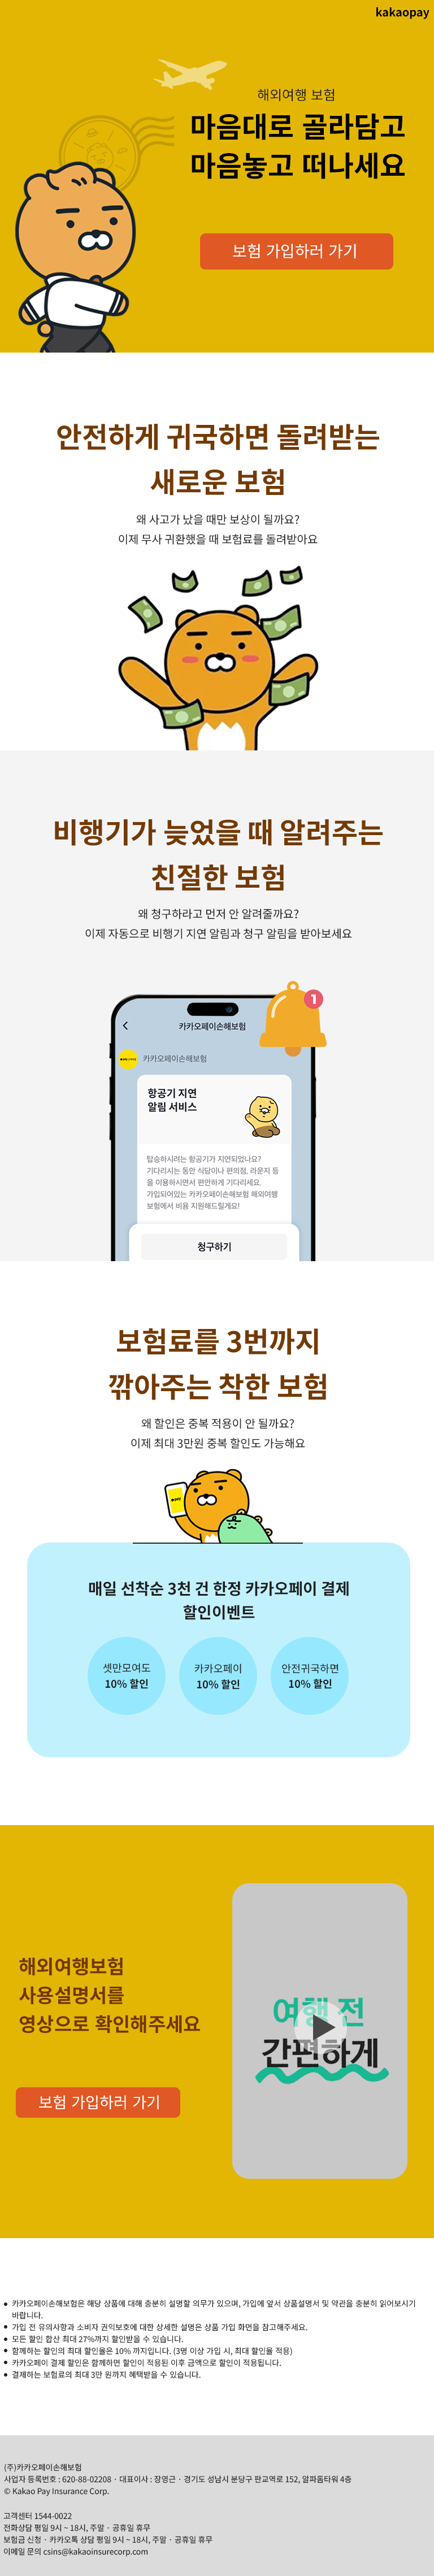 kakaopay
해외여행 보험
마음대로 골라담고
마음놓고 떠나세요
보험 가입하러 가기
안전하게 귀국하면 돌려받는
새로운 보험
왜 사고가 났을 때만 보상이 될까요?
이제 무사 귀환했을 때 보험료를 돌려받아요
비행기가 늦었을 때 알려주는
친절한 보험
왜 청구하라고 먼저 안 알려줄까요?
이제 자동으로 비행기 지연 알림과 청구 알림을 받아보세요
1
카카오페이손해보험
카카오페이손해보험
항공기 지연
알림 서비스
탑승하시려는 항공기가 지연되었나요?
기다리시는 동안 식당이나 편의점, 라운지 등
을 이용하시면서 편안하게 기다리세요.
가입되어있는 카카오페이손해보험 해외여행
보험에서 비용 지원해드릴게요!
청구하기
보험료를 3번까지
깎아주는 착한 보험
왜 할인은 중복 적용이 안 될까요?
이제 최대 3만원 중복 할인도 가능해요
pay
매일 선착순 3천 건 한정 카카오페이 결제
할인이벤트
셋만모여도
10% 할인
카카오페이
10% 할인
안전귀국하면
10% 할인
해외여행보험
사용설명서를
영상으로 확인해주세요
보험 가입하러 가기
여행 전
간편하게
카카오페이손해보험은 해당 상품에 대해 충분히 설명할 의무가 있으며, 가입에 앞서 상품설명서 및 약관을 충분히 읽어보시기
바랍니다.
가입 전 유의사항과 소비자 권익보호에 대한 상세한 설명은 상품 가입 화면을 참고해주세요.
모든 할인 합산 최대 27%까지 할인받을 수 있습니다.
함께하는 할인의 최대 할인율은 10% 까지입니다. (3명 이상 가입 시, 최대 할인율 적용)
카카오페이 결제 할인은 함께하면 할인이 적용된 이후 금액으로 할인이 적용됩니다.
결제하는 보험료의 최대 3만 원까지 혜택받을 수 있습니다.
(주)카카오페이손해보험
사업자 등록번호 : 620-88-02208 · 대표이사 : 장영근 · 경기도 성남시 분당구 판교역로 152, 알파돔타워 4층
© Kakao Pay Insurance Corp.
고객센터 1544-0022
전화상담 평일 9시 ~ 18시, 주말 · 공휴일 휴무
보험금 신청 · 카카오톡 상담 평일 9시 ~ 18시, 주말 · 공휴일 휴무
이메일 문의 csins@kakaoinsurecorp.com